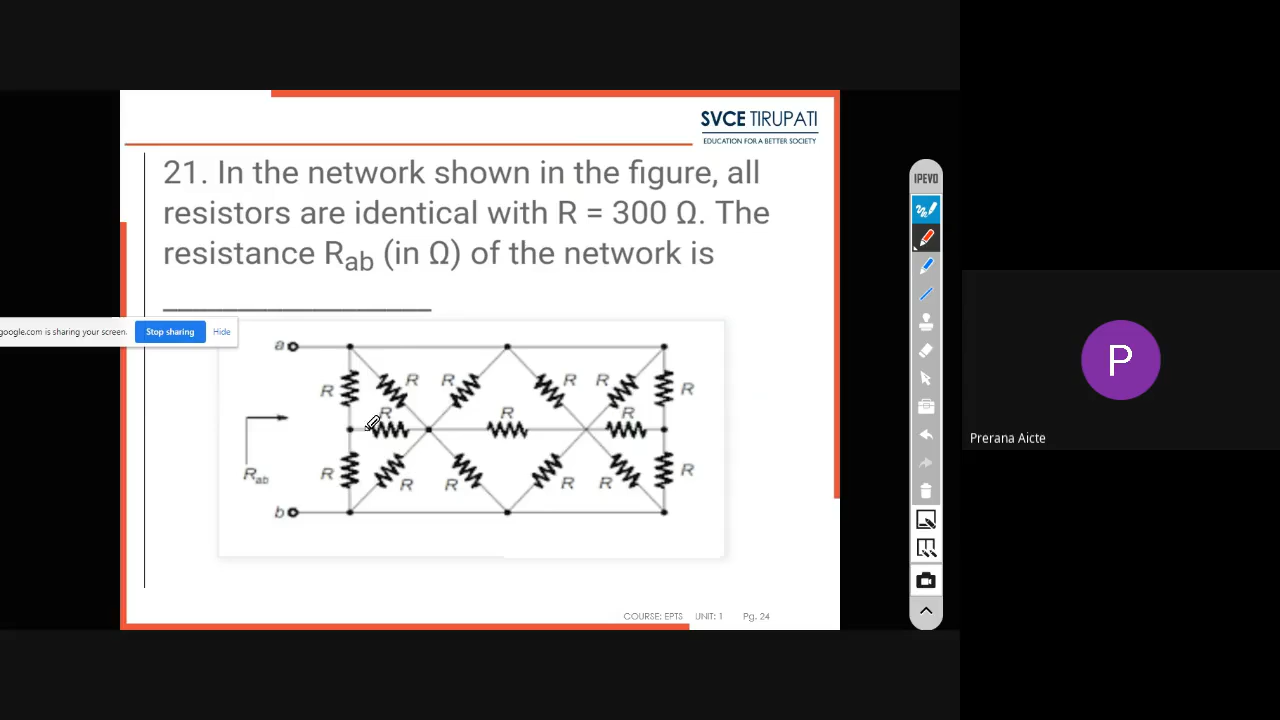 SVCE TIRUPATI
EDUCATION FOR A BETTER SOCIETY
IPEVO
21. In the network shown in the figure, all
resistors are identical with R = 300 Ω. The
resistance Rab (in Ω) of the network is
google.com is sharing your screen. Stop sharing Hide
a
R R R R R R
R R R
b
R R R R R R
Rab
P
Prerana Aicte
COURSE: EPTS UNIT: 1 Pg. 24